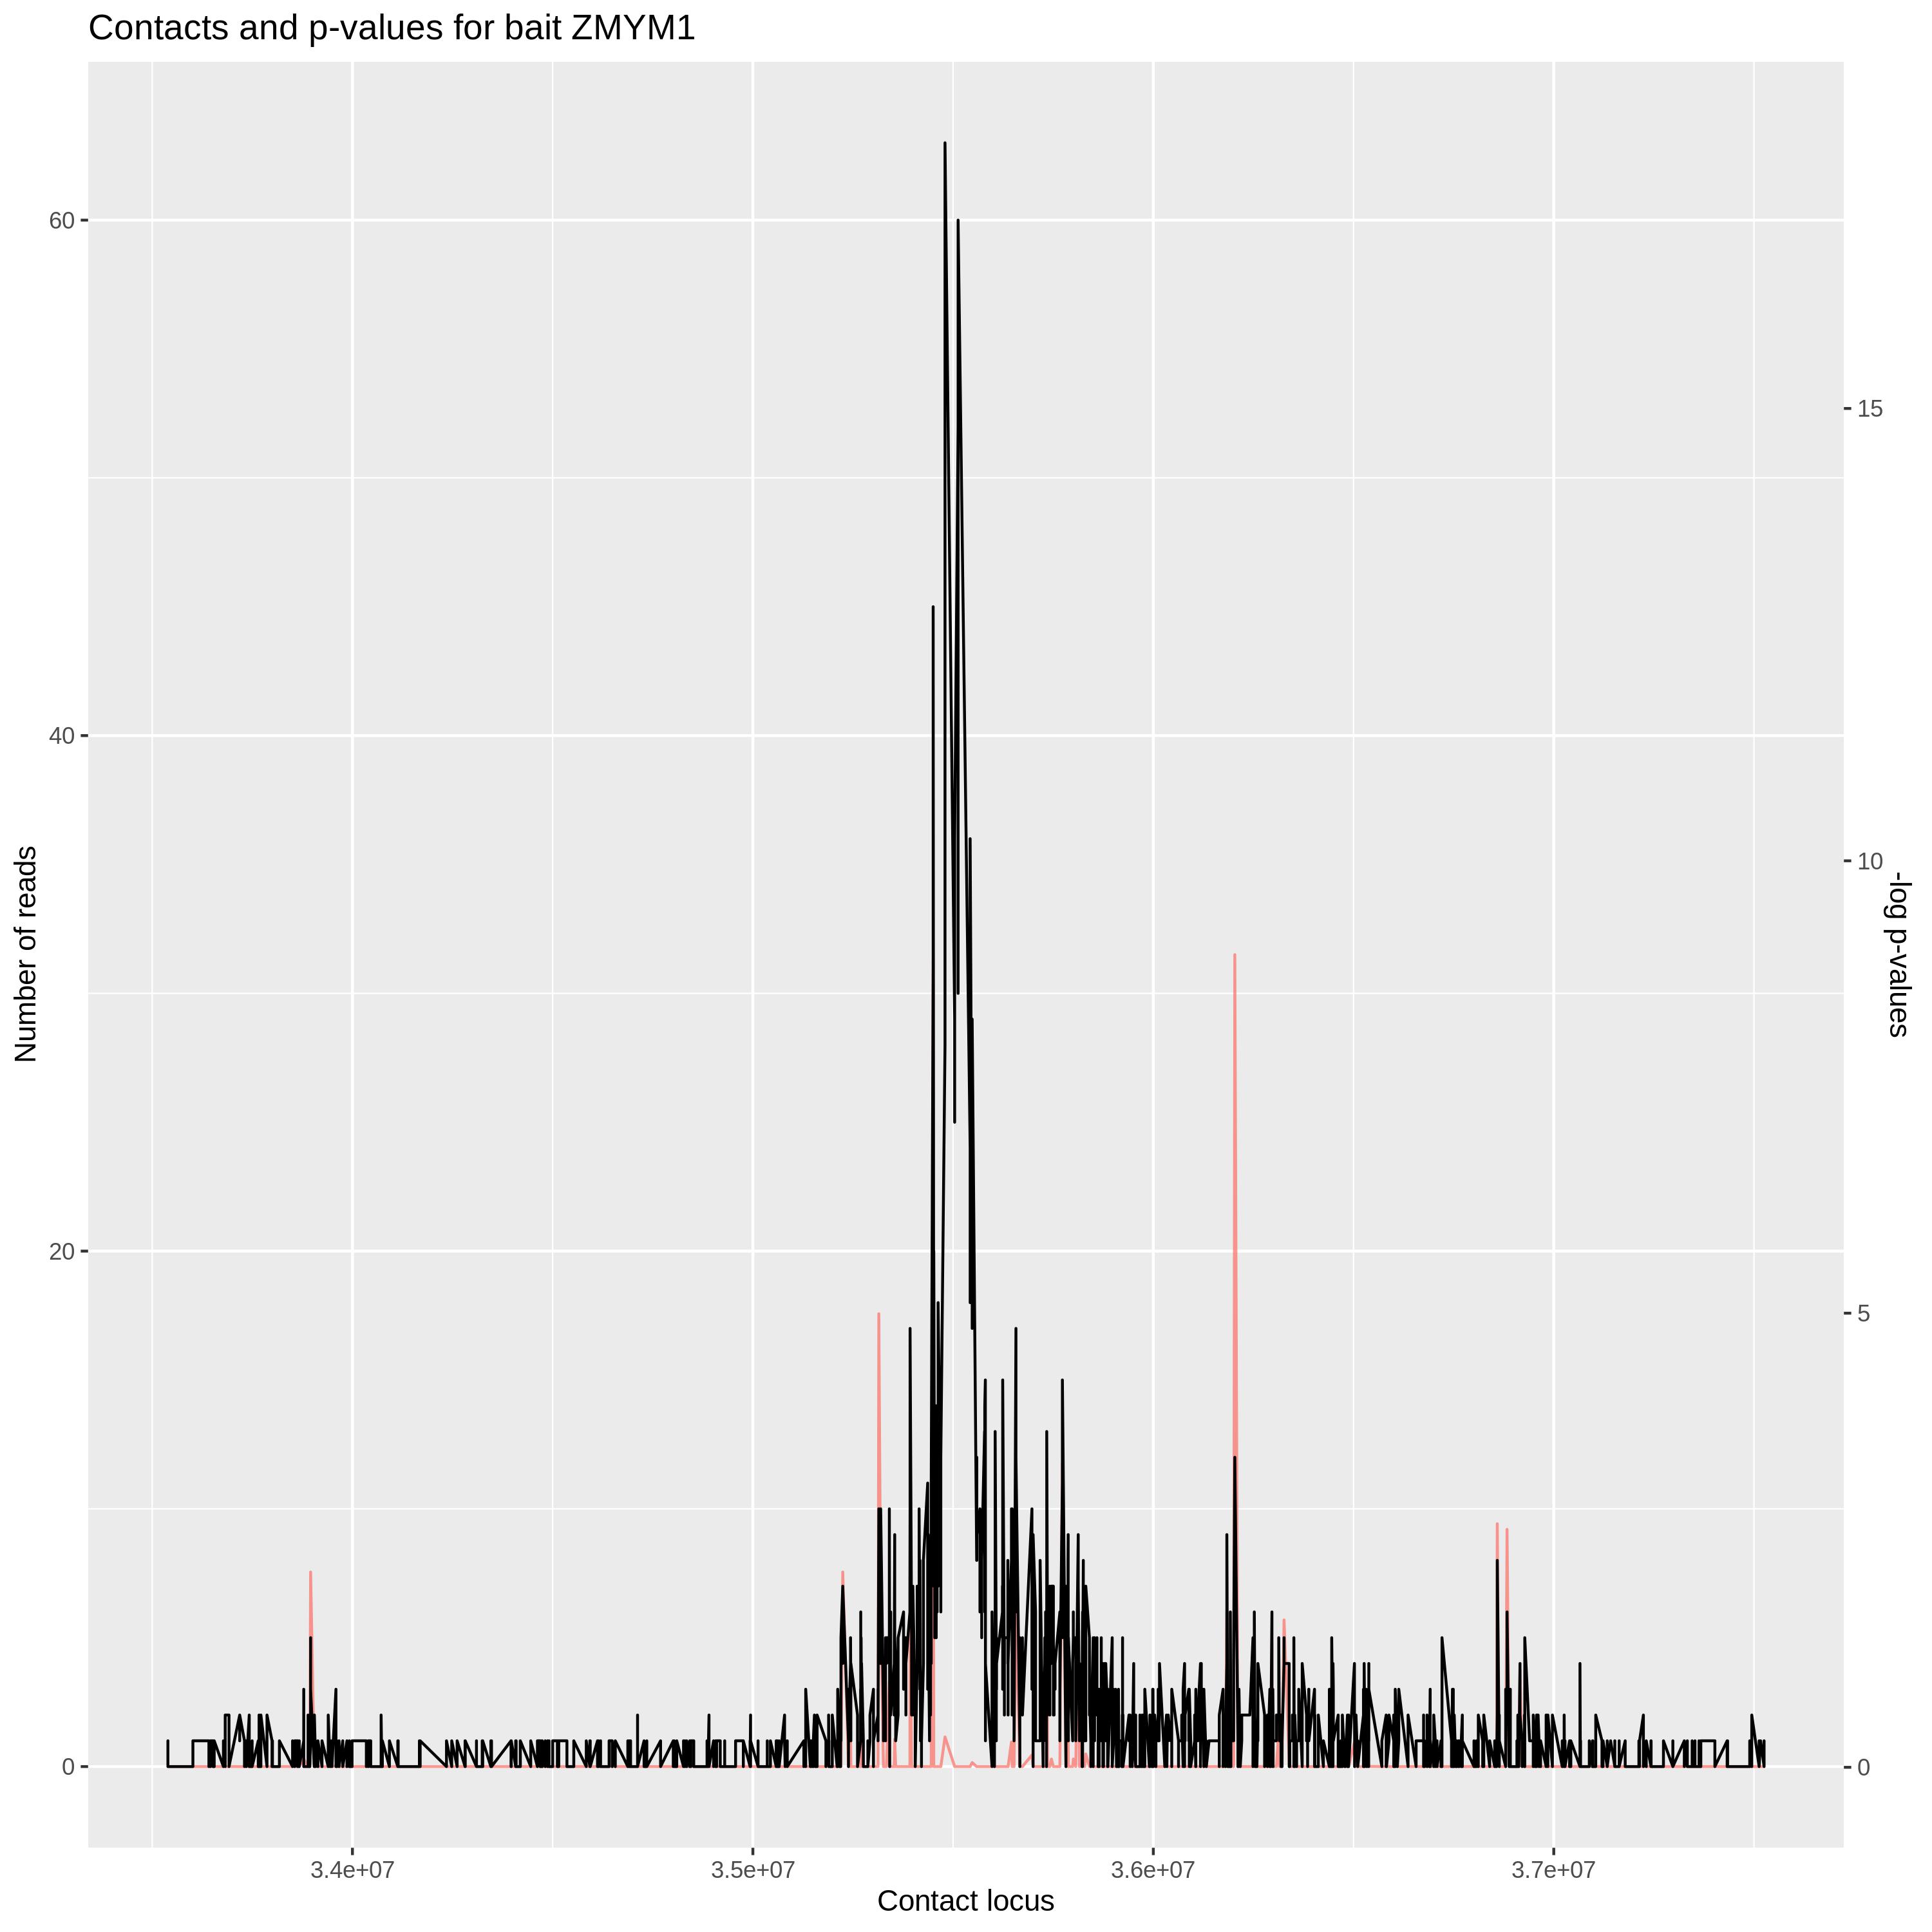 Contacts and p-values for bait ZMYM1
Number of reads
60
40
20
0
15
10
5
0
-log p-values
3.4e+07 3.5e+07 3.6e+07 3.7e+07
Contact locus